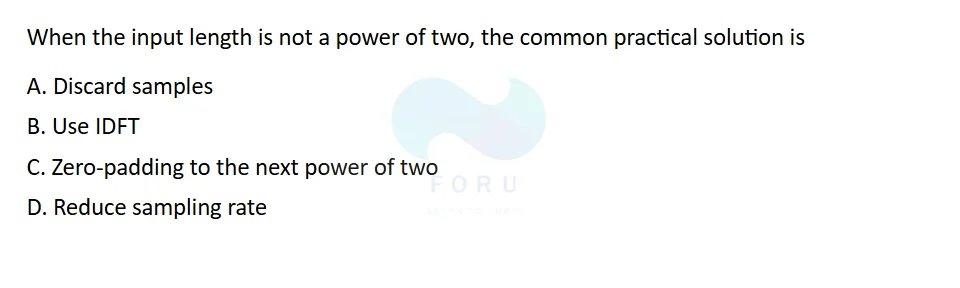 When the input length is not a power of two, the common practical solution is
A. Discard samples
B. Use IDFT
C. Zero-padding to the next power of two
FORU
D. Reduce sampling rate